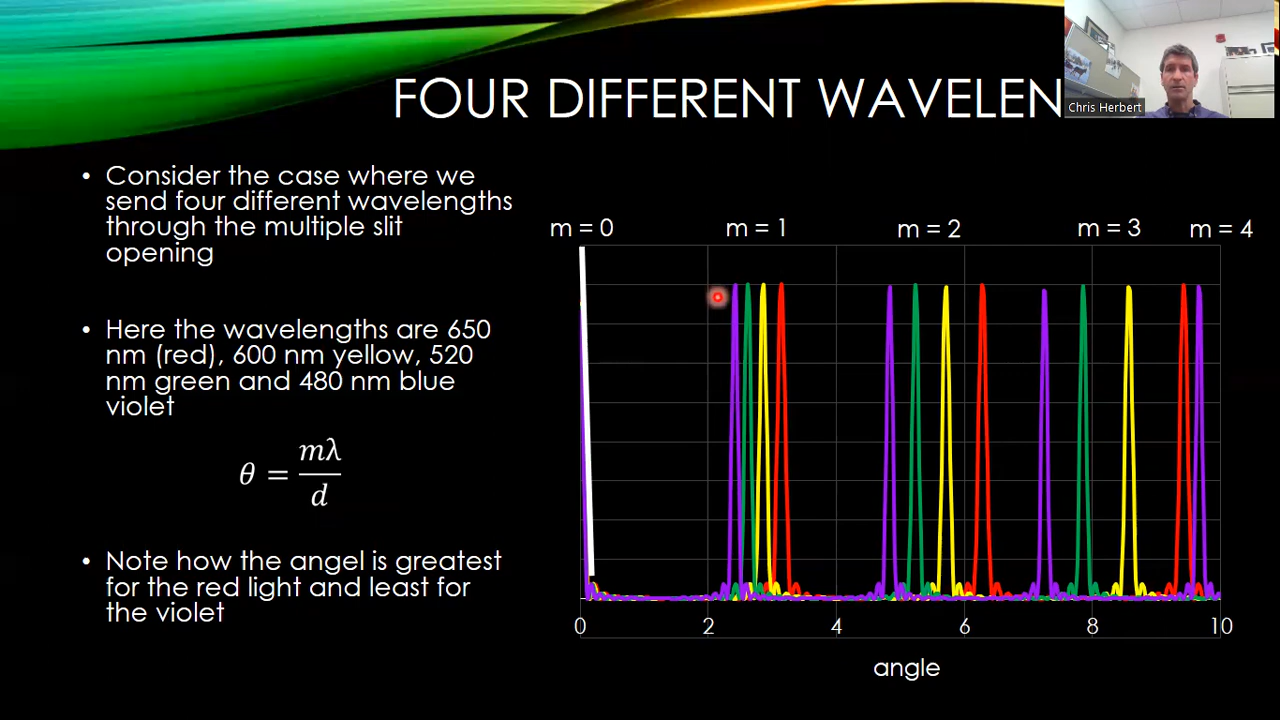 FOUR DIFFERENT WAVELEN
Chris Herbert
• Consider the case where we
send four different wavelengths
through the multiple slit
opening
• Here the wavelengths are 650
nm (red), 600 nm yellow, 520
nm green and 480 nm blue
violet
θ = mλ/d
• Note how the angel is greatest
for the red light and least for
the violet
m = 0 m = 1 m = 2 m = 3 m = 4
0 2 4 6 8 10
angle